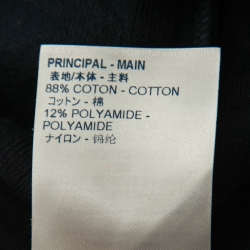 PRINCIPAL - MAIN
表地/本体 - 主料
88% COTON - COTTON
コットン - 棉
12% POLYAMIDE -
POLYAMIDE
ナイロン - 锦纶